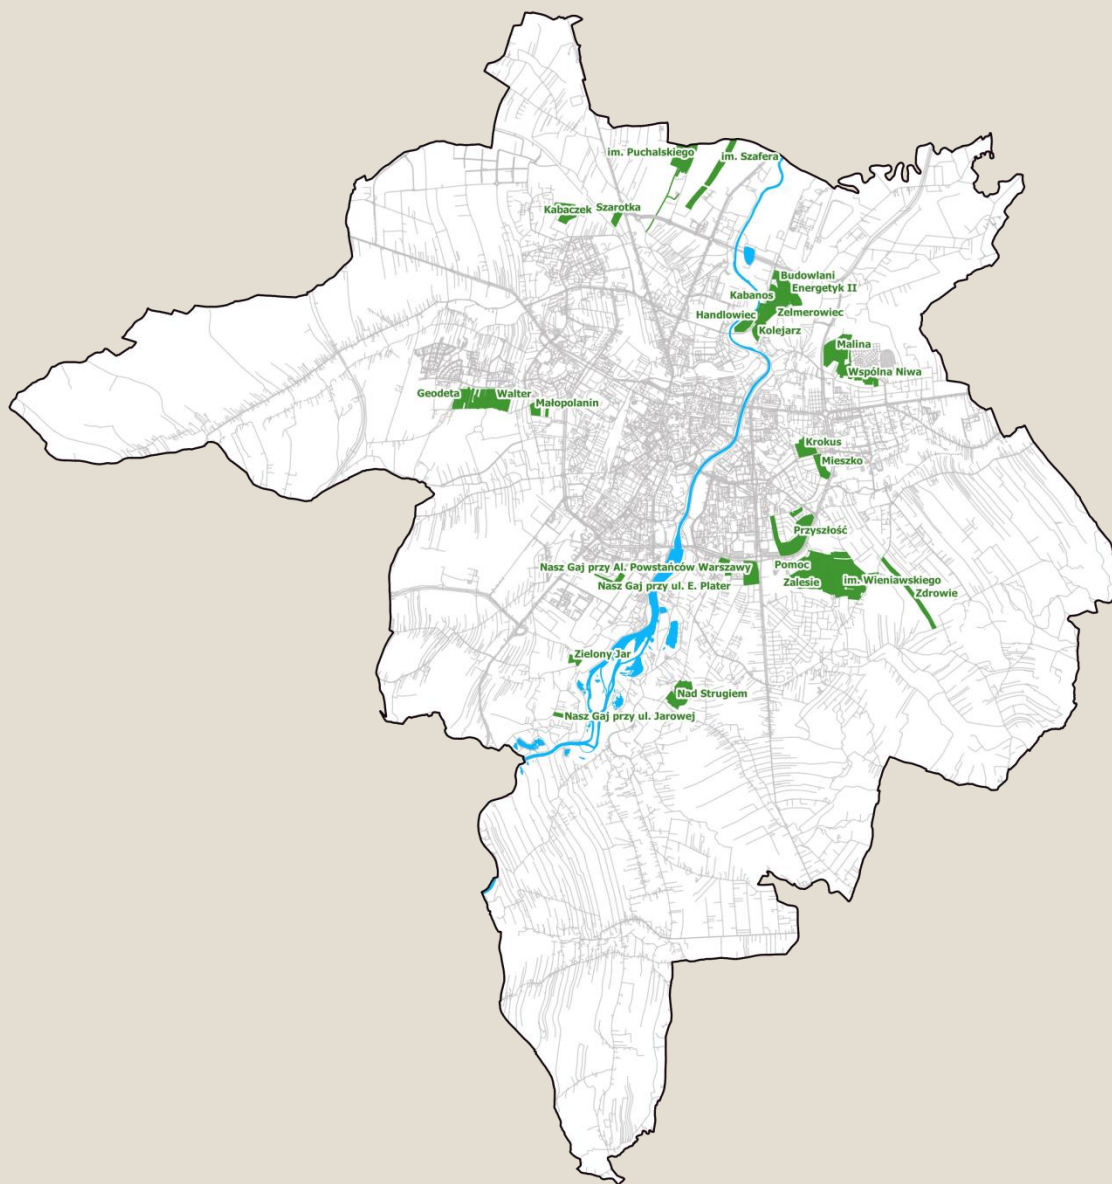 im. Puchalskiego
im. Szafera
Kabaczek
Szarotka
Budowlani
Energetyk II
Kabanos
Handlowiec
Zelmerowiec
Kolejarz
Malina
Wspólna Niwa
Geodeta
Walter
Małopolanin
Krokus
Mieszko
Przyszłość
Nasz Gaj przy Al. Powstańców Warszawy
Pomoc
Nasz Gaj przy ul. E. Plater
Zalesie
im. Wieniawskiego
Zdrowie
Zielony Jar
Nad Strugiem
Nasz Gaj przy ul. Jarowej